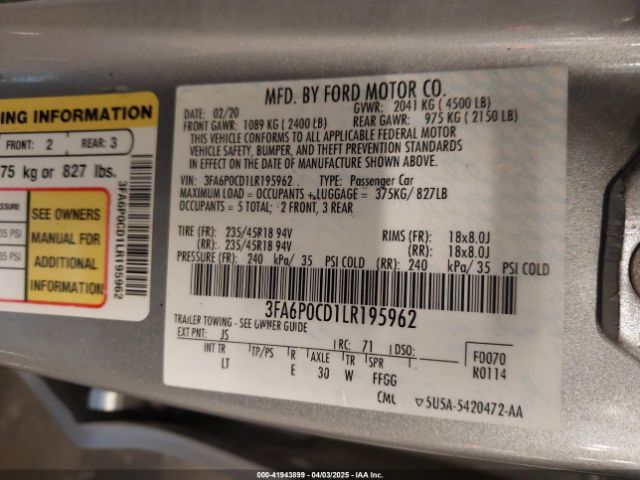 ING INFORMATION
FRONT: 2 REAR: 3
75 kg or 827 lbs.
PRESSURE
35 PSI
35 PSI
SEE OWNERS
MANUAL FOR
ADDITIONAL
INFORMATION
3FA6P0CD1LR195962
MFD. BY FORD MOTOR CO.
DATE: 02/20 GVWR: 2041 KG ( 4500 LB)
FRONT GAWR: 1089 KG ( 2400 LB) REAR GAWR: 975 KG ( 2150 LB)
THIS VEHICLE CONFORMS TO ALL APPLICABLE FEDERAL MOTOR
VEHICLE SAFETY, BUMPER, AND THEFT PREVENTION STANDARDS
IN EFFECT ON THE DATE OF MANUFACTURE SHOWN ABOVE.
VIN: 3FA6P0CD1LR195962 TYPE: Passenger Car
MAXIMUM LOAD = OCCUPANTS + LUGGAGE = 375KG/ 827LB
OCCUPANTS = 5 TOTAL; 2 FRONT, 3 REAR
TIRE (FR): 235/45R18 94V RIMS (FR): 18x8.0J
(RR): 235/45R18 94V (RR): 18x8.0J
PRESSURE (FR): 240 kPa/ 35 PSI COLD (RR): 240 kPa/ 35 PSI COLD
3FA6P0CD1LR195962
TRAILER TOWING - SEE OWNER GUIDE
EXT PNT: JS RC: 71 DSO: F0070
INT TR TP/PS R AXLE TR SPR R0114
LT E 30 W FFGG
▽5U5A-5420472-AA
000-41943899 - 04/03/2025 - IAA Inc.